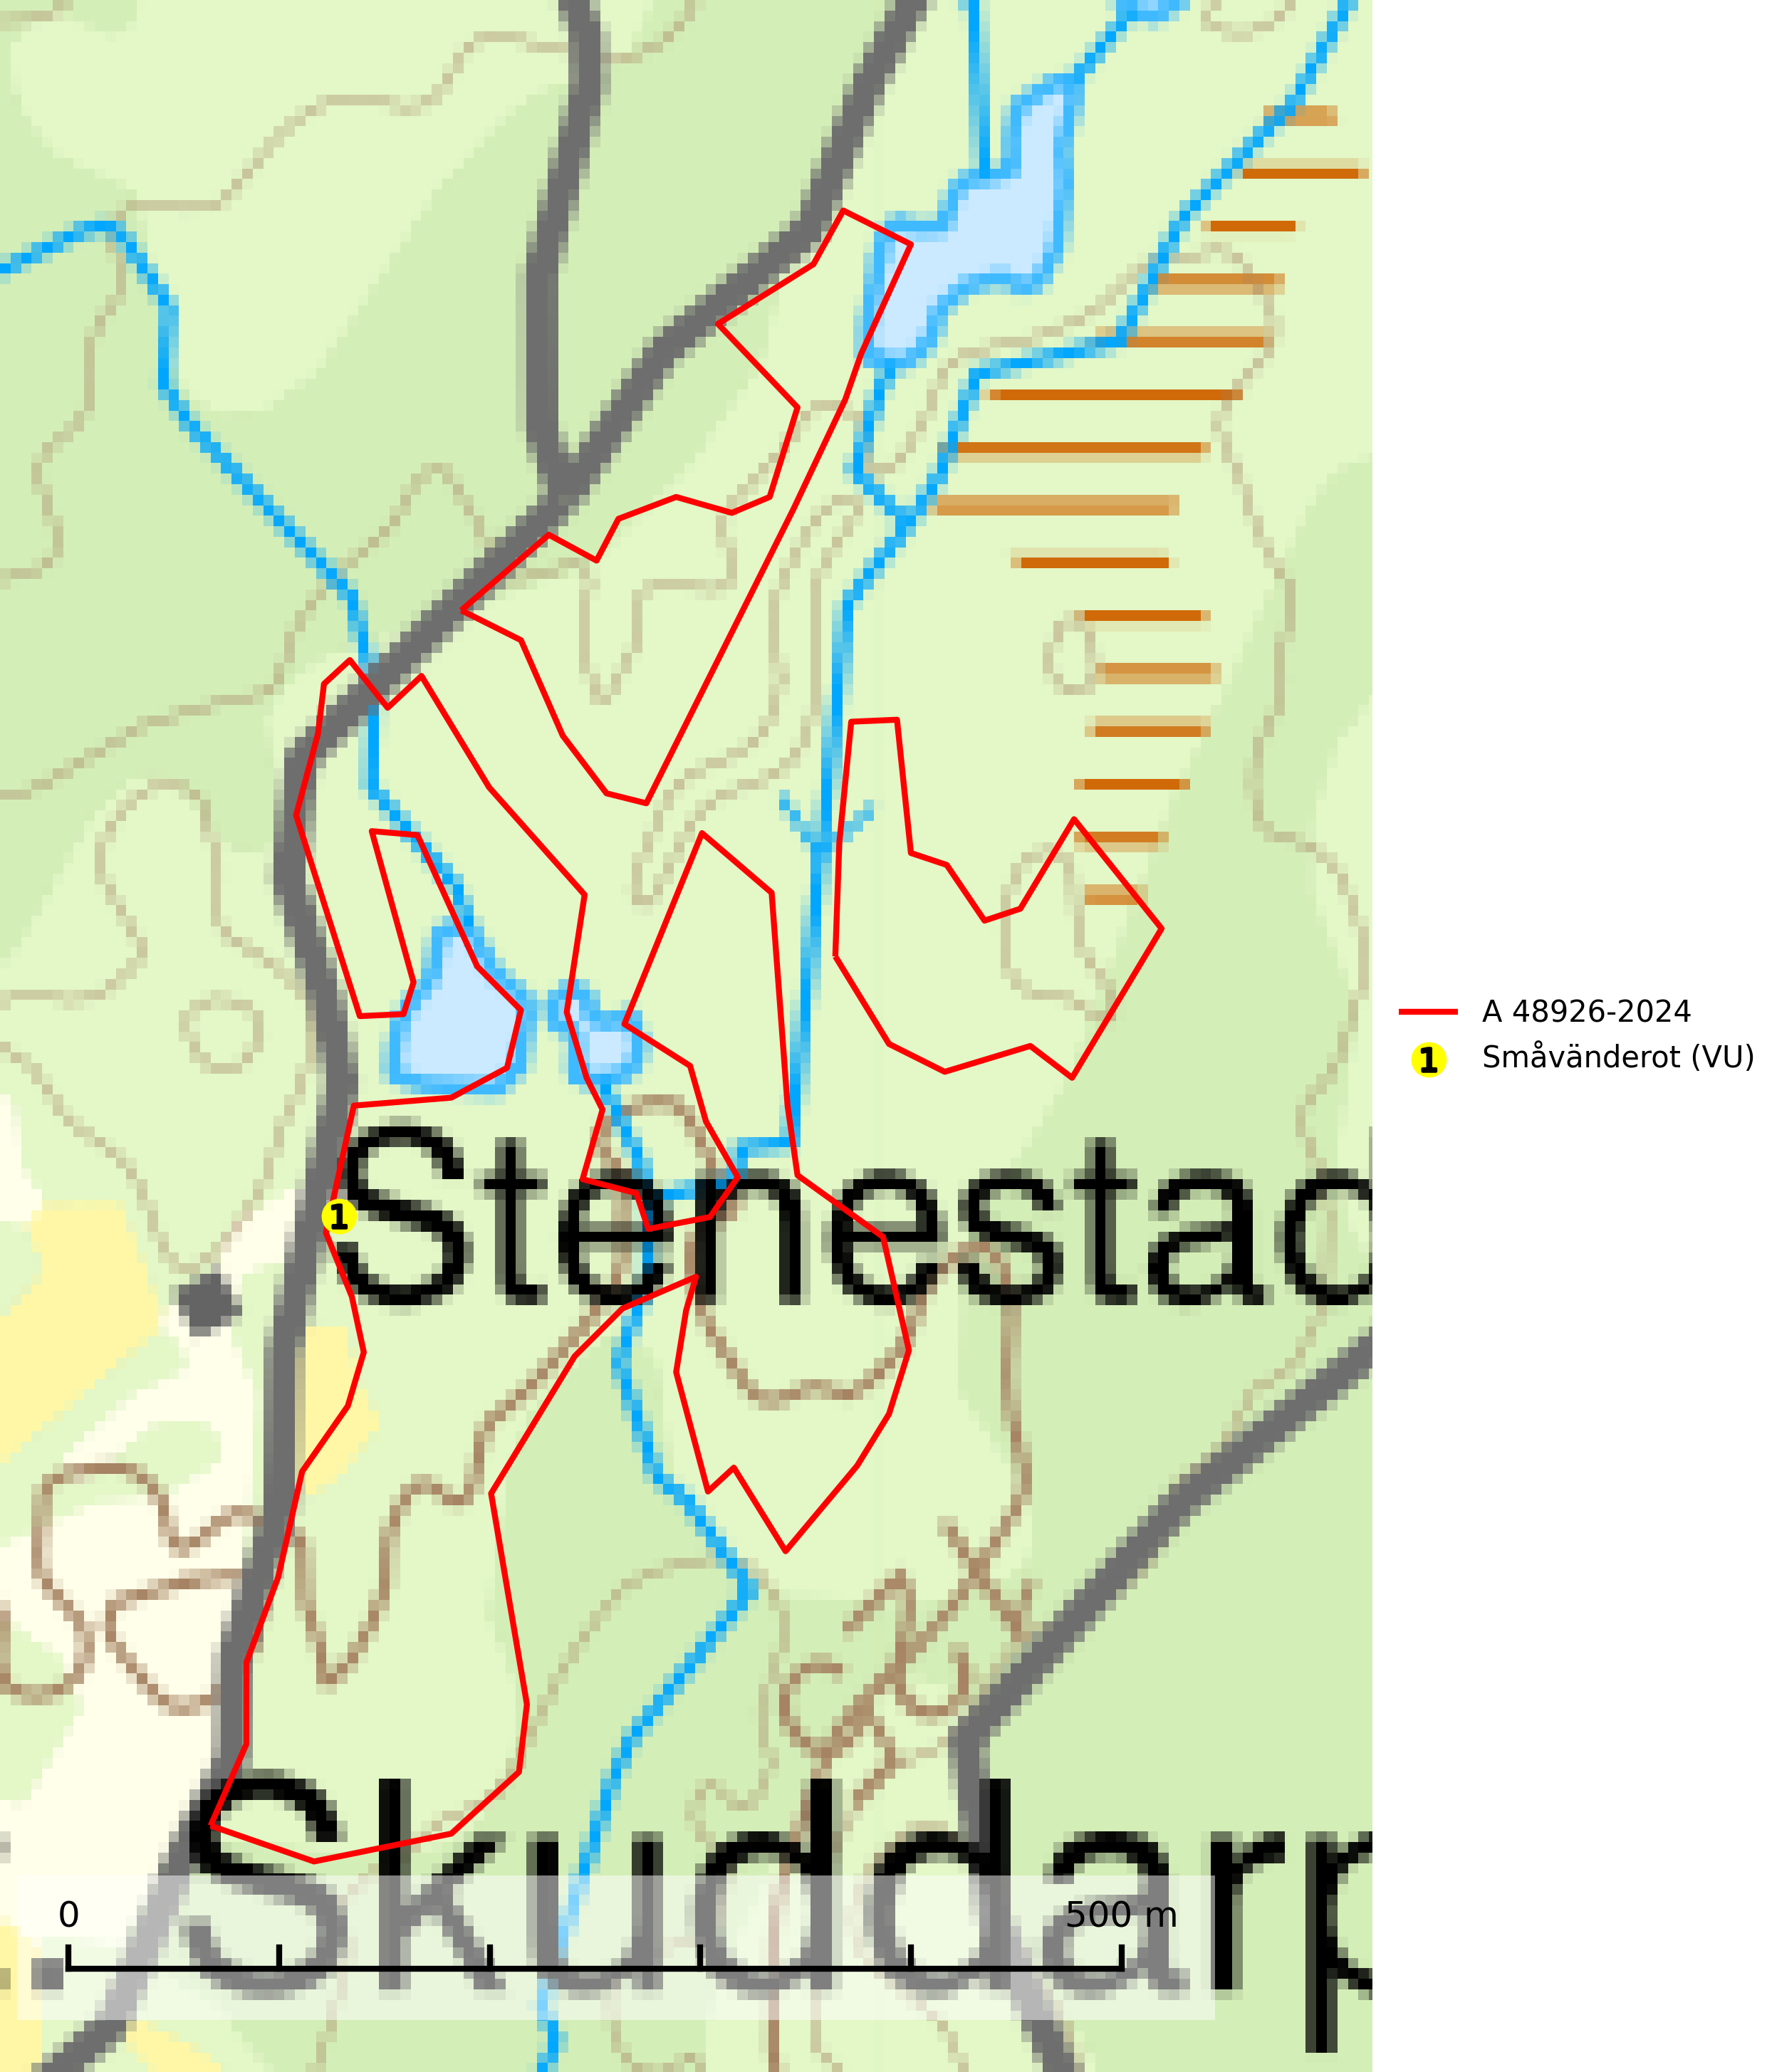 A 48926-2024
1 Småvänderot (VU)
1
Stenestad
Skuddarp
0 500 m